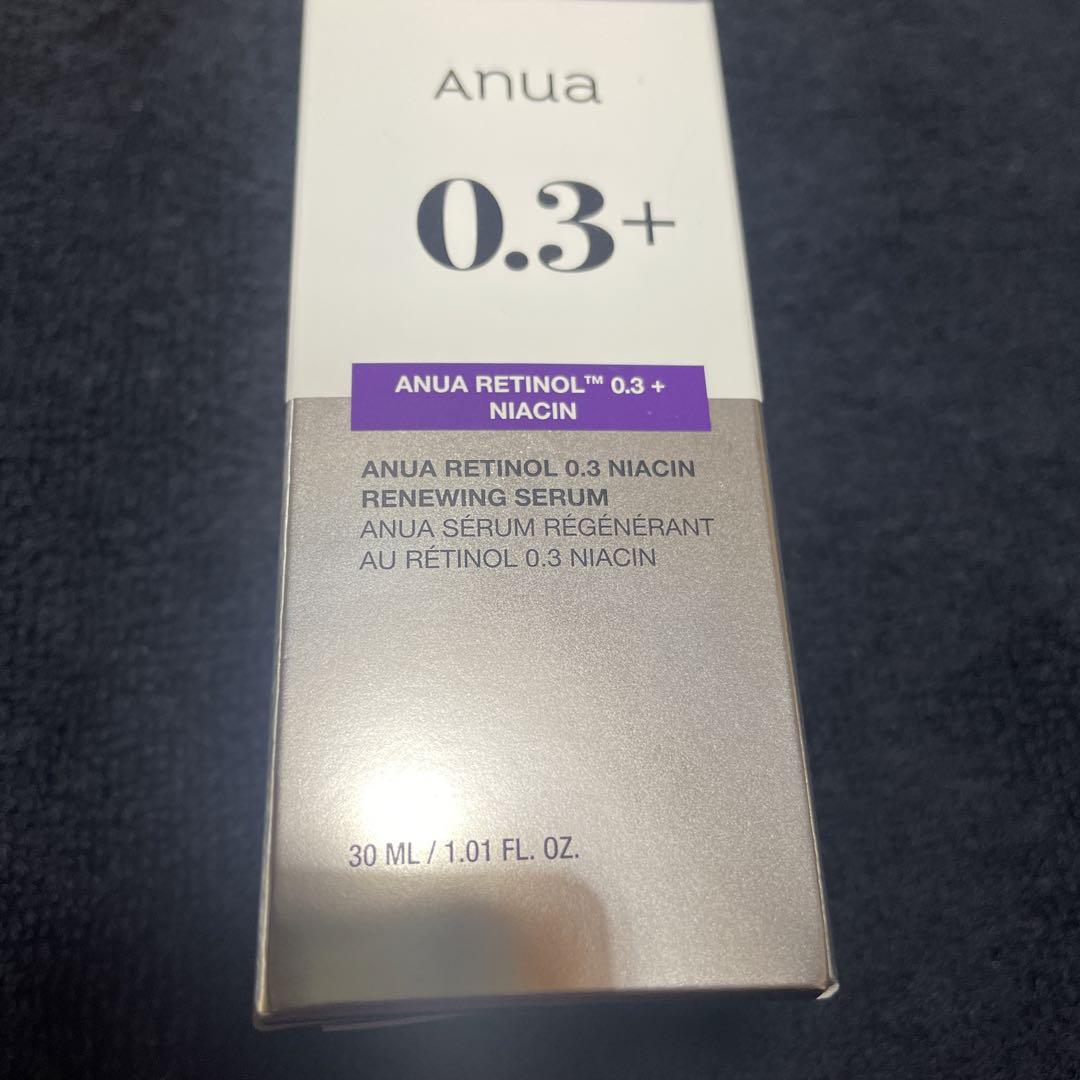 Anua
0.3+
ANUA RETINOL™ 0.3 +
NIACIN
ANUA RETINOL 0.3 NIACIN
RENEWING SERUM
ANUA SÉRUM RÉGÉNÉRANT
AU RÉTINOL 0.3 NIACIN
30 ML / 1.01 FL. OZ.